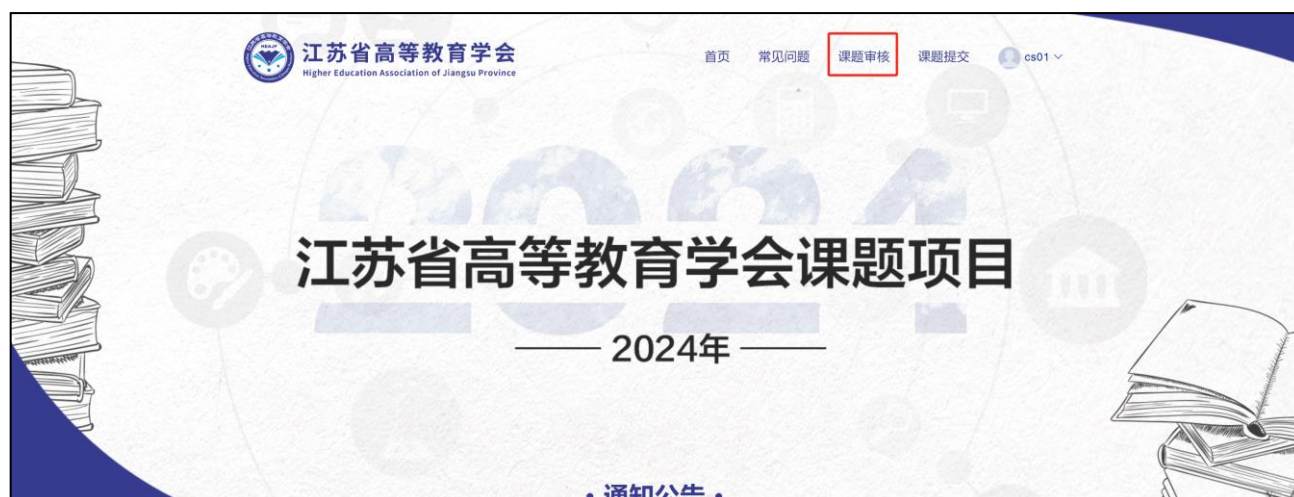 江苏省高等教育学会
Higher Education Association of Jiangsu Province
首页 常见问题 课题审核 课题提交 cs01
HEAJP
2024
江苏省高等教育学会课题项目
2024年
·通知公告·